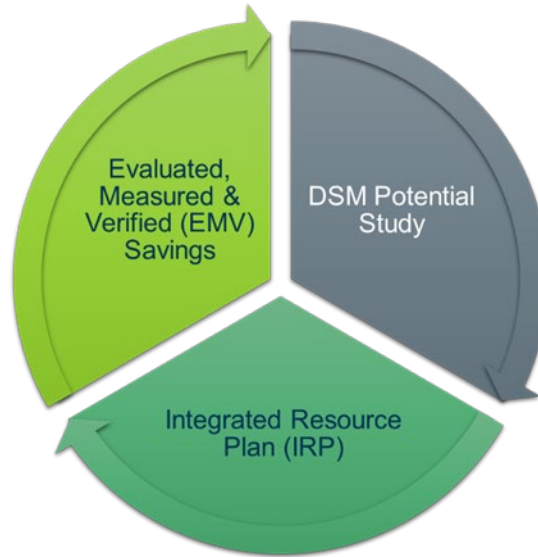 Evaluated,
Measured &
Verified (EMV)
Savings
DSM Potential
Study
Integrated Resource
Plan (IRP)